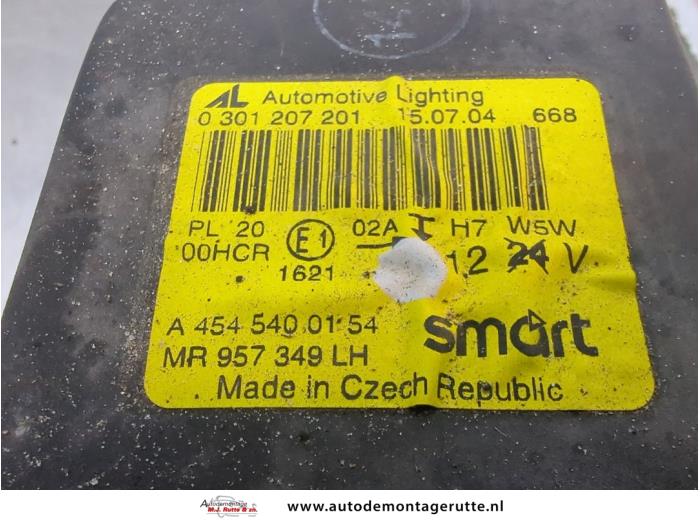 AL Automotive Lighting
0 301 207 201 15.07.04 668
PL 20 E1 02A H7 W5W
00HCR 1621 12 24 V
A 454 540 01 54 smart
MR 957 349 LH
Made in Czech Republic
Autodemontage
M.J. Rutte & zn.
www.autodemontagerutte.nl